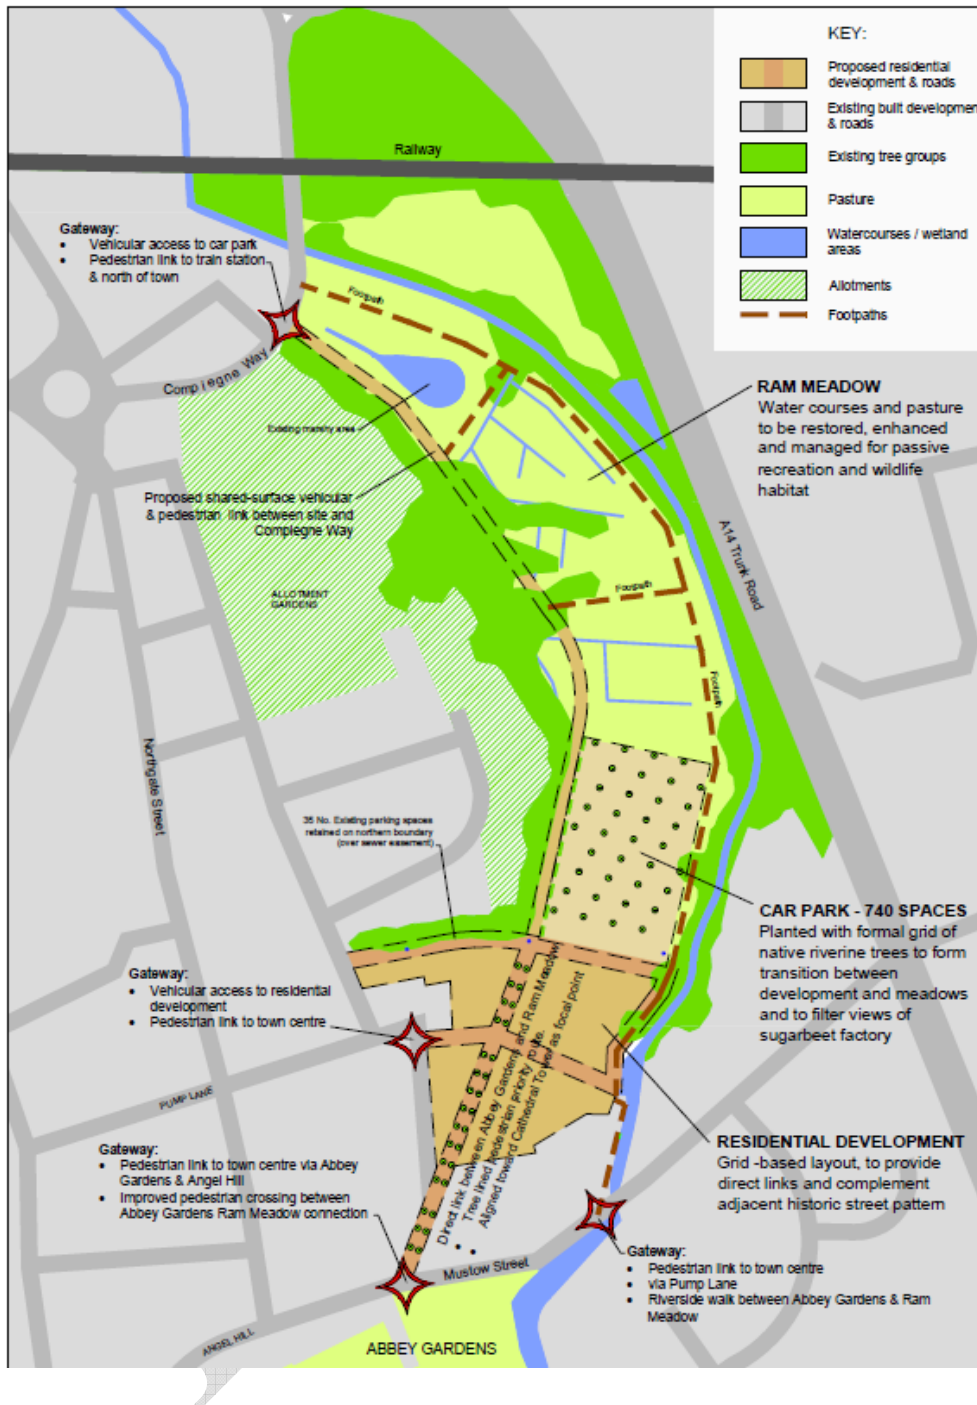 KEY:
Proposed residential
development & roads
Existing built development
& roads
Existing tree groups
Pasture
Watercourses / wetland
areas
Allotments
Footpaths
Railway
Gateway:
• Vehicular access to car park
• Pedestrian link to train station
& north of town
Footpath
Compiegne Way
Existing marshy area
RAM MEADOW
Water courses and pasture
to be restored, enhanced
and managed for passive
recreation and wildlife
habitat
Proposed shared-surface vehicular
& pedestrian link between site and
Compiegne Way
A14 Trunk Road
ALLOTMENT
GARDENS
Footpath
Footpath
Northgate Street
35 No. Existing parking spaces
retained on northern boundary
(over sewer easement)
CAR PARK - 740 SPACES
Planted with formal grid of
native riverine trees to form
transition between
development and meadows
and to filter views of
sugarbeet factory
Gateway:
• Vehicular access to residential
development
• Pedestrian link to town centre
Direct link between Abbey Gardens and Ram Meadow
• Tree lined pedestrian priority route.
• Aligned toward Cathedral Tower as focal point
PUMP LANE
RESIDENTIAL DEVELOPMENT
Grid -based layout, to provide
direct links and complement
adjacent historic street pattern
Gateway:
• Pedestrian link to town centre via Abbey
Gardens & Angel Hill
• Improved pedestrian crossing between
Abbey Gardens Ram Meadow connection
Gateway:
• Pedestrian link to town centre
• via Pump Lane
• Riverside walk between Abbey Gardens & Ram
Meadow
Mustow Street
ANGEL HILL
ABBEY GARDENS